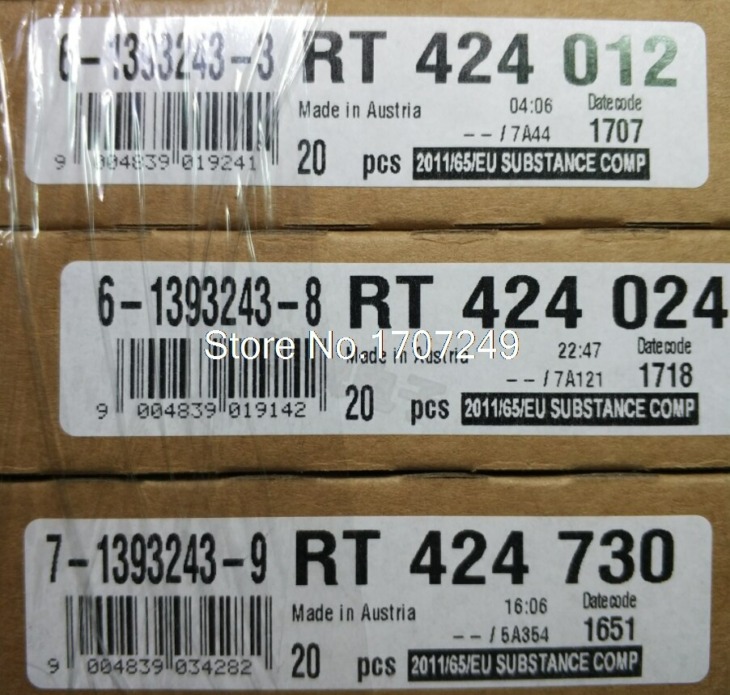 6-1393243-3 RT 424 012
Made in Austria 04:06 Datecode
--/7A44 1707
9 004839 019241 20 pcs 2011/65/EU SUBSTANCE COMP
6-1393243-8 RT 424 024
Store No.1707249
Made in Austria 22:47 Datecode
--/7A121 1718
9 004839 019142 20 pcs 2011/65/EU SUBSTANCE COMP
7-1393243-9 RT 424 730
Made in Austria 16:06 Datecode
--/5A354 1651
9 004839 034282 20 pcs 2011/65/EU SUBSTANCE COMP